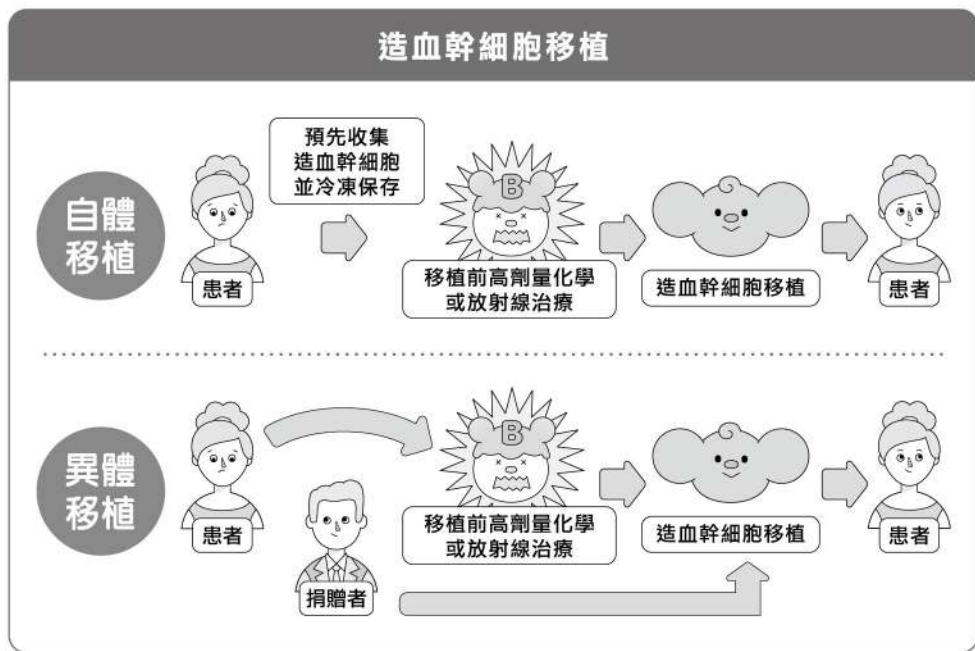 造血幹細胞移植
自體
移植
患者
預先收集
造血幹細胞
並冷凍保存
B
移植前高劑量化學
或放射線治療
造血幹細胞移植
患者
異體
移植
患者
捐贈者
B
移植前高劑量化學
或放射線治療
造血幹細胞移植
患者